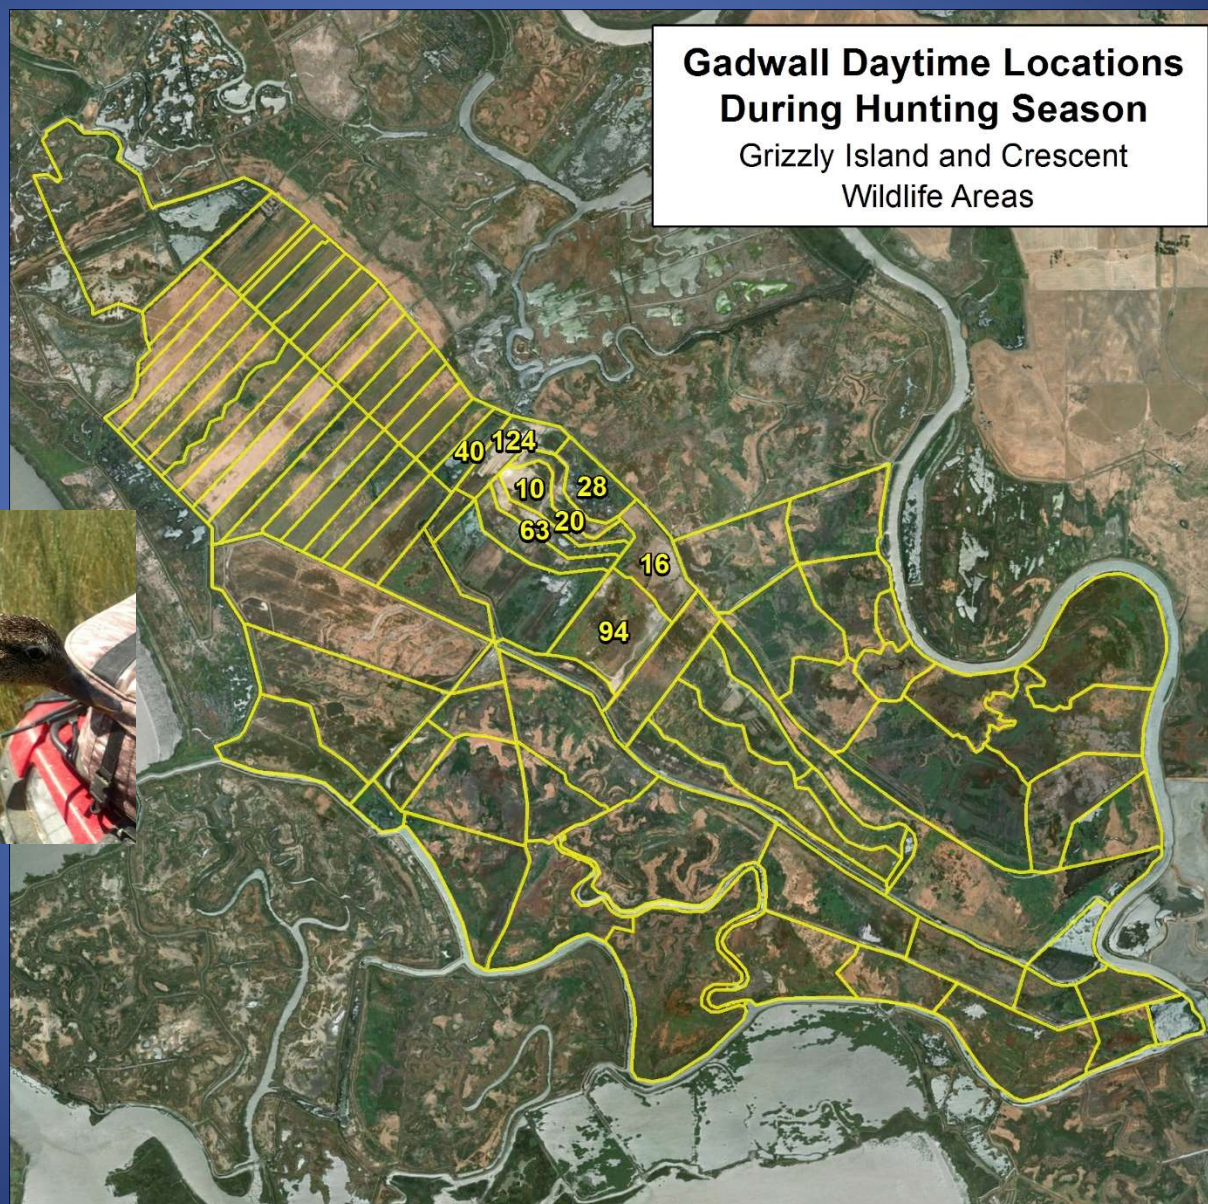 Gadwall Daytime Locations
During Hunting Season
Grizzly Island and Crescent
Wildlife Areas
40
124
10
28
20
63
16
94